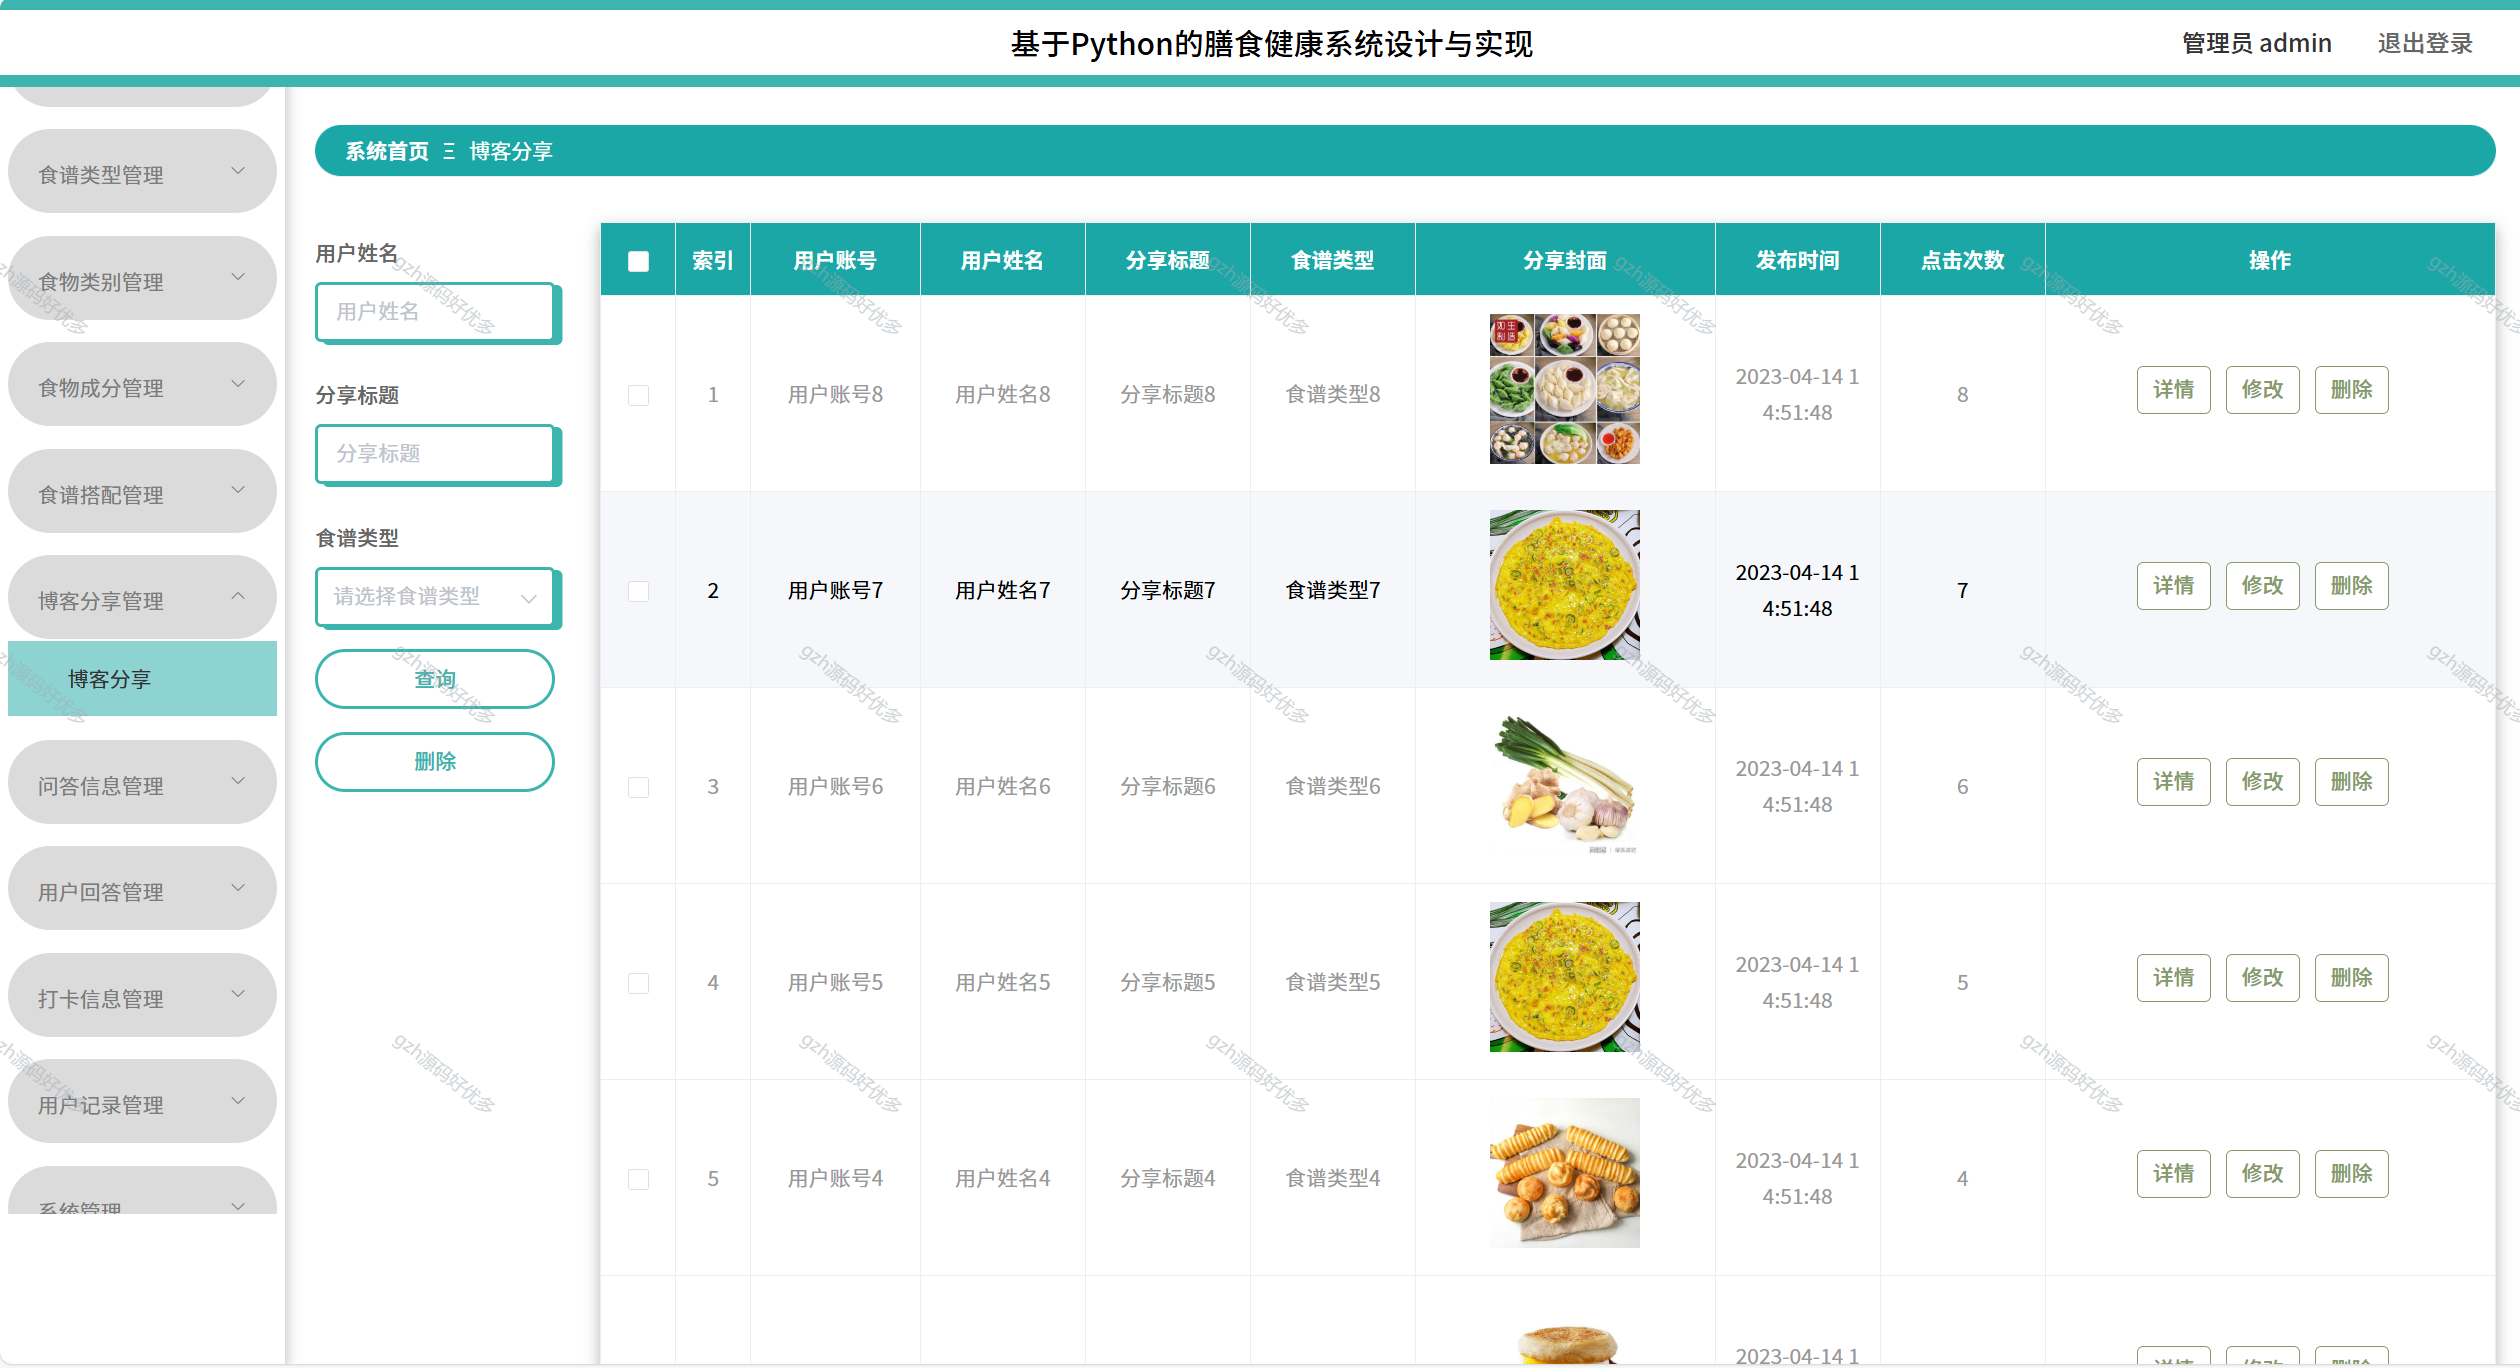 基于Python的膳食健康系统设计与实现
管理员 admin
退出登录
食谱类型管理
食物类别管理
食物成分管理
食谱搭配管理
博客分享管理
博客分享
问答信息管理
用户回答管理
打卡信息管理
用户记录管理
系统管理
系统首页 Ξ 博客分享
用户姓名
用户姓名
分享标题
分享标题
食谱类型
请选择食谱类型
查询
删除
索引 用户账号 用户姓名 分享标题 食谱类型 分享封面 发布时间 点击次数 操作
1 用户账号8 用户姓名8 分享标题8 食谱类型8 2023-04-14 1
4:51:48 8 详情 修改 删除
2 用户账号7 用户姓名7 分享标题7 食谱类型7 2023-04-14 1
4:51:48 7 详情 修改 删除
3 用户账号6 用户姓名6 分享标题6 食谱类型6 2023-04-14 1
4:51:48 6 详情 修改 删除
4 用户账号5 用户姓名5 分享标题5 食谱类型5 2023-04-14 1
4:51:48 5 详情 修改 删除
5 用户账号4 用户姓名4 分享标题4 食谱类型4 2023-04-14 1
4:51:48 4 详情 修改 删除
2023-04-14 1
详情 修改 删除
gzh源码好优多